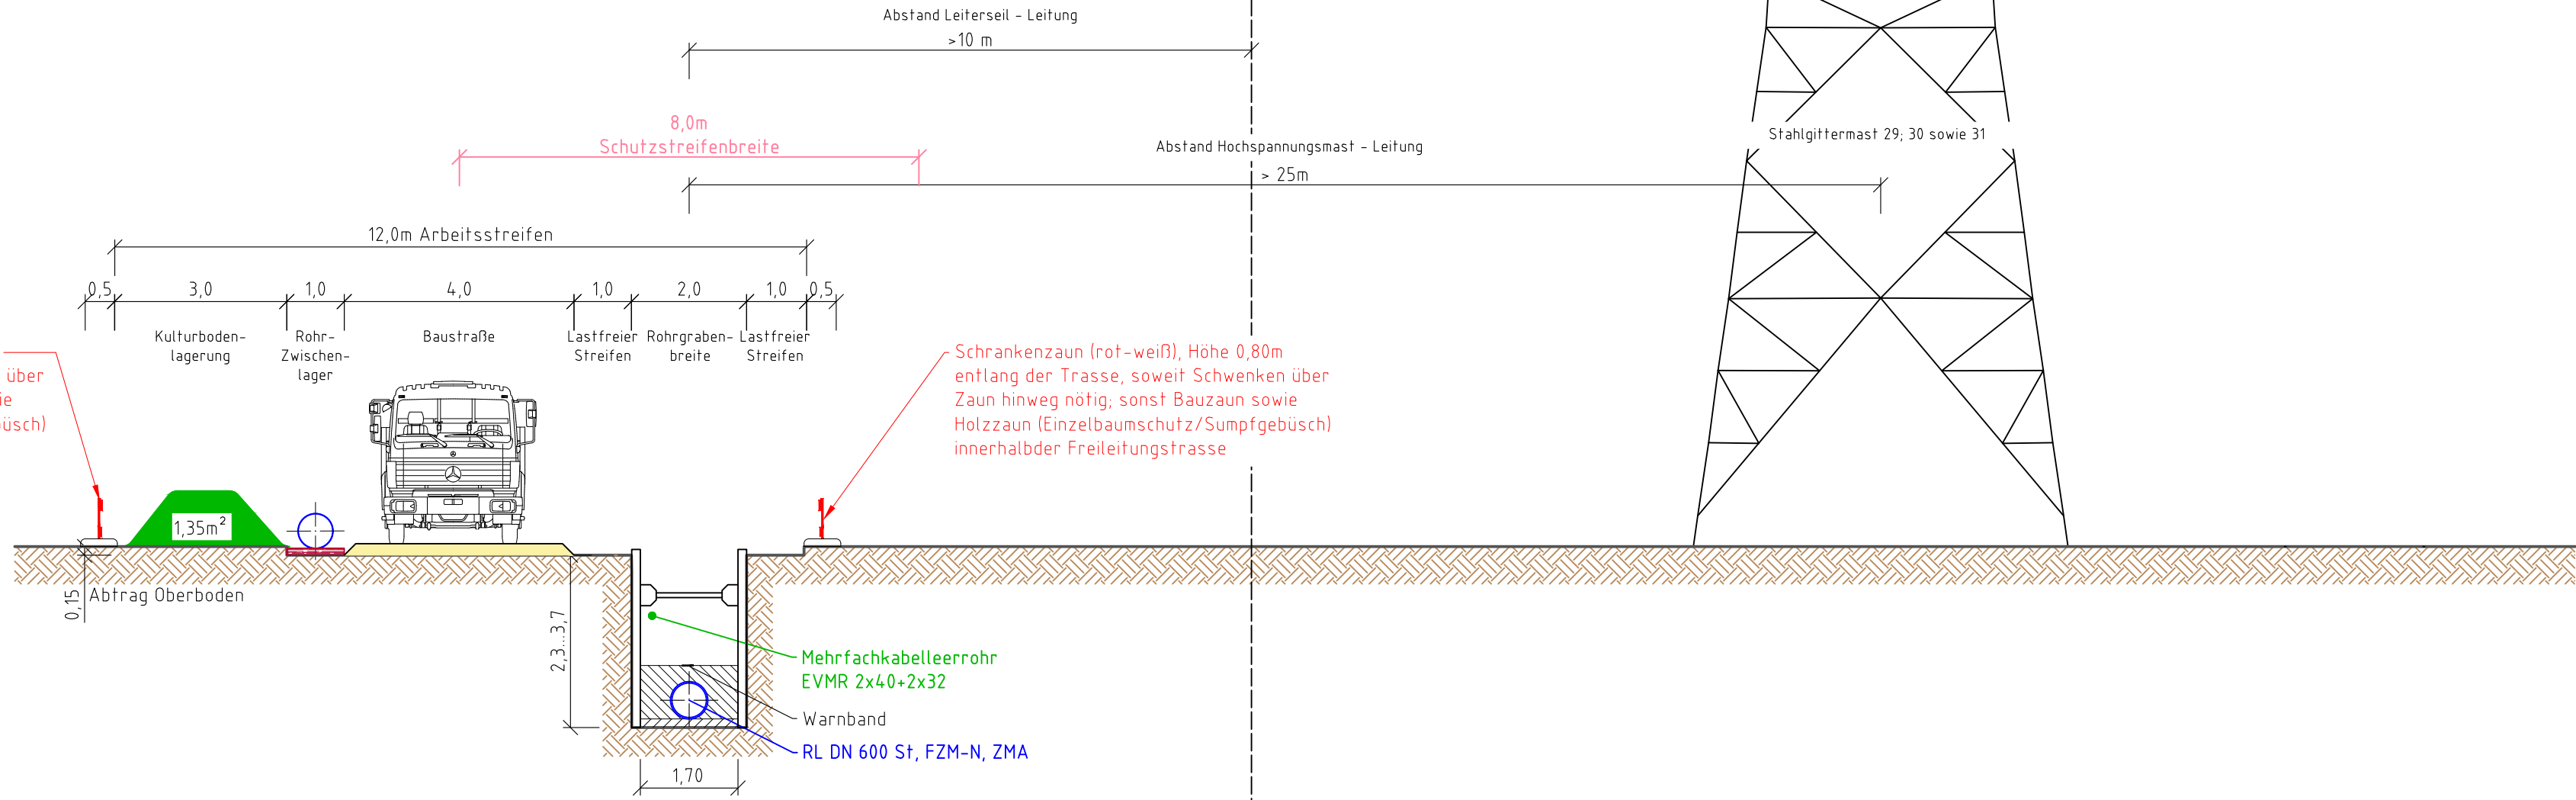 Abstand Leiterseil - Leitung
>10 m
8,0m
Schutzstreifenbreite
Stahlgittermast 29; 30 sowie 31
Abstand Hochspannungsmast - Leitung
> 25m
12,0m Arbeitsstreifen
0,5 3,0 1,0 4,0 1,0 2,0 1,0 0,5
Kulturboden-
lagerung
Rohr-
Zwischen-
lager
Baustraße
Lastfreier
Streifen
Rohrgraben-
breite
Lastfreier
Streifen
über
büsch)
Schrankenzaun (rot-weiß), Höhe 0,80m
entlang der Trasse, soweit Schwenken über
Zaun hinweg nötig; sonst Bauzaun sowie
Holzzaun (Einzelbaumschutz/Sumpfgebüsch)
innerhalbder Freileitungstrasse
1,35m²
0,15
Abtrag Oberboden
2,3...3,7
Mehrfachkabelleerrohr
EVMR 2x40+2x32
Warnband
RL DN 600 St, FZM-N, ZMA
1,70